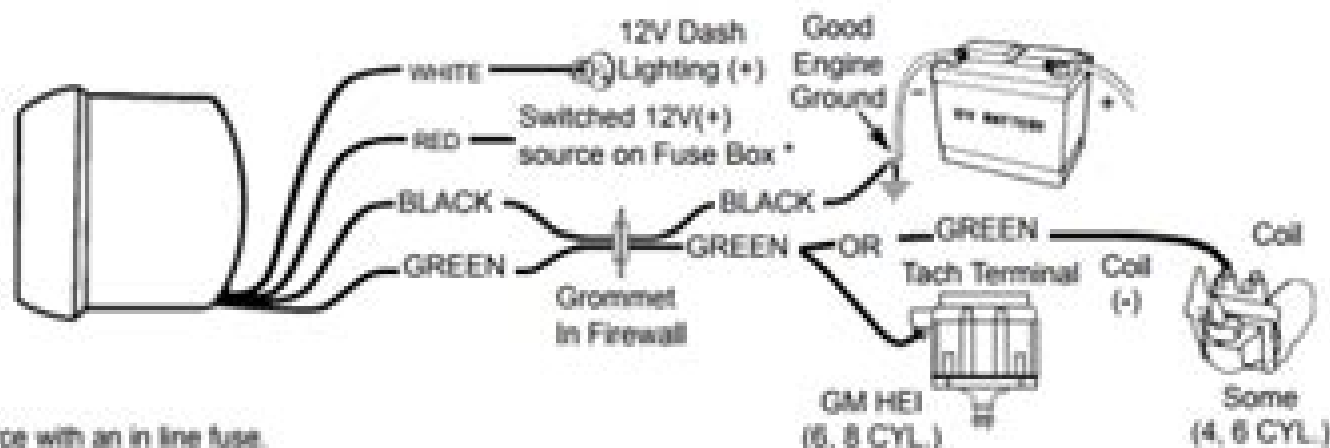 12V Dash
Lighting (+)
WHITE
Good
Engine
Ground
-
+
12V BATTERY
RED
Switched 12V(+)
source on Fuse Box *
BLACK
BLACK
GREEN
GREEN
OR
GREEN
Coil
Tach Terminal
Coil
(-)
Grommet
In Firewall
GM HEI
(6, 8 CYL.)
Some
(4, 6 CYL.)
ce with an in line fuse.